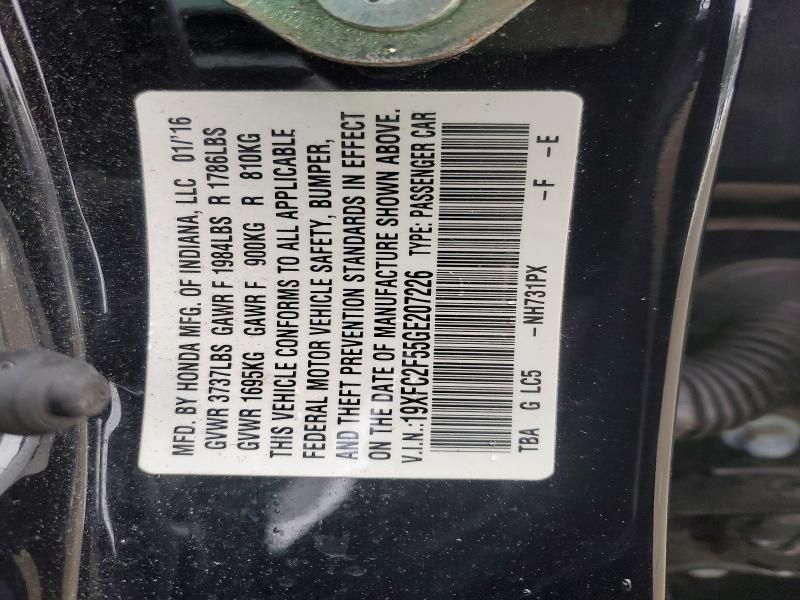 MFD. BY HONDA MFG. OF INDIANA, LLC 01/'16
GVWR 3737LBS GAWR F 1984LBS R 1786LBS
GVWR 1695KG GAWR F 900KG R 810KG
THIS VEHICLE CONFORMS TO ALL APPLICABLE
FEDERAL MOTOR VEHICLE SAFETY, BUMPER,
AND THEFT PREVENTION STANDARDS IN EFFECT
ON THE DATE OF MANUFACTURE SHOWN ABOVE.
V.I.N.:19XFC2F55GE207226 TYPE: PASSENGER CAR
TBA G LC5 -NH731PX -F -E